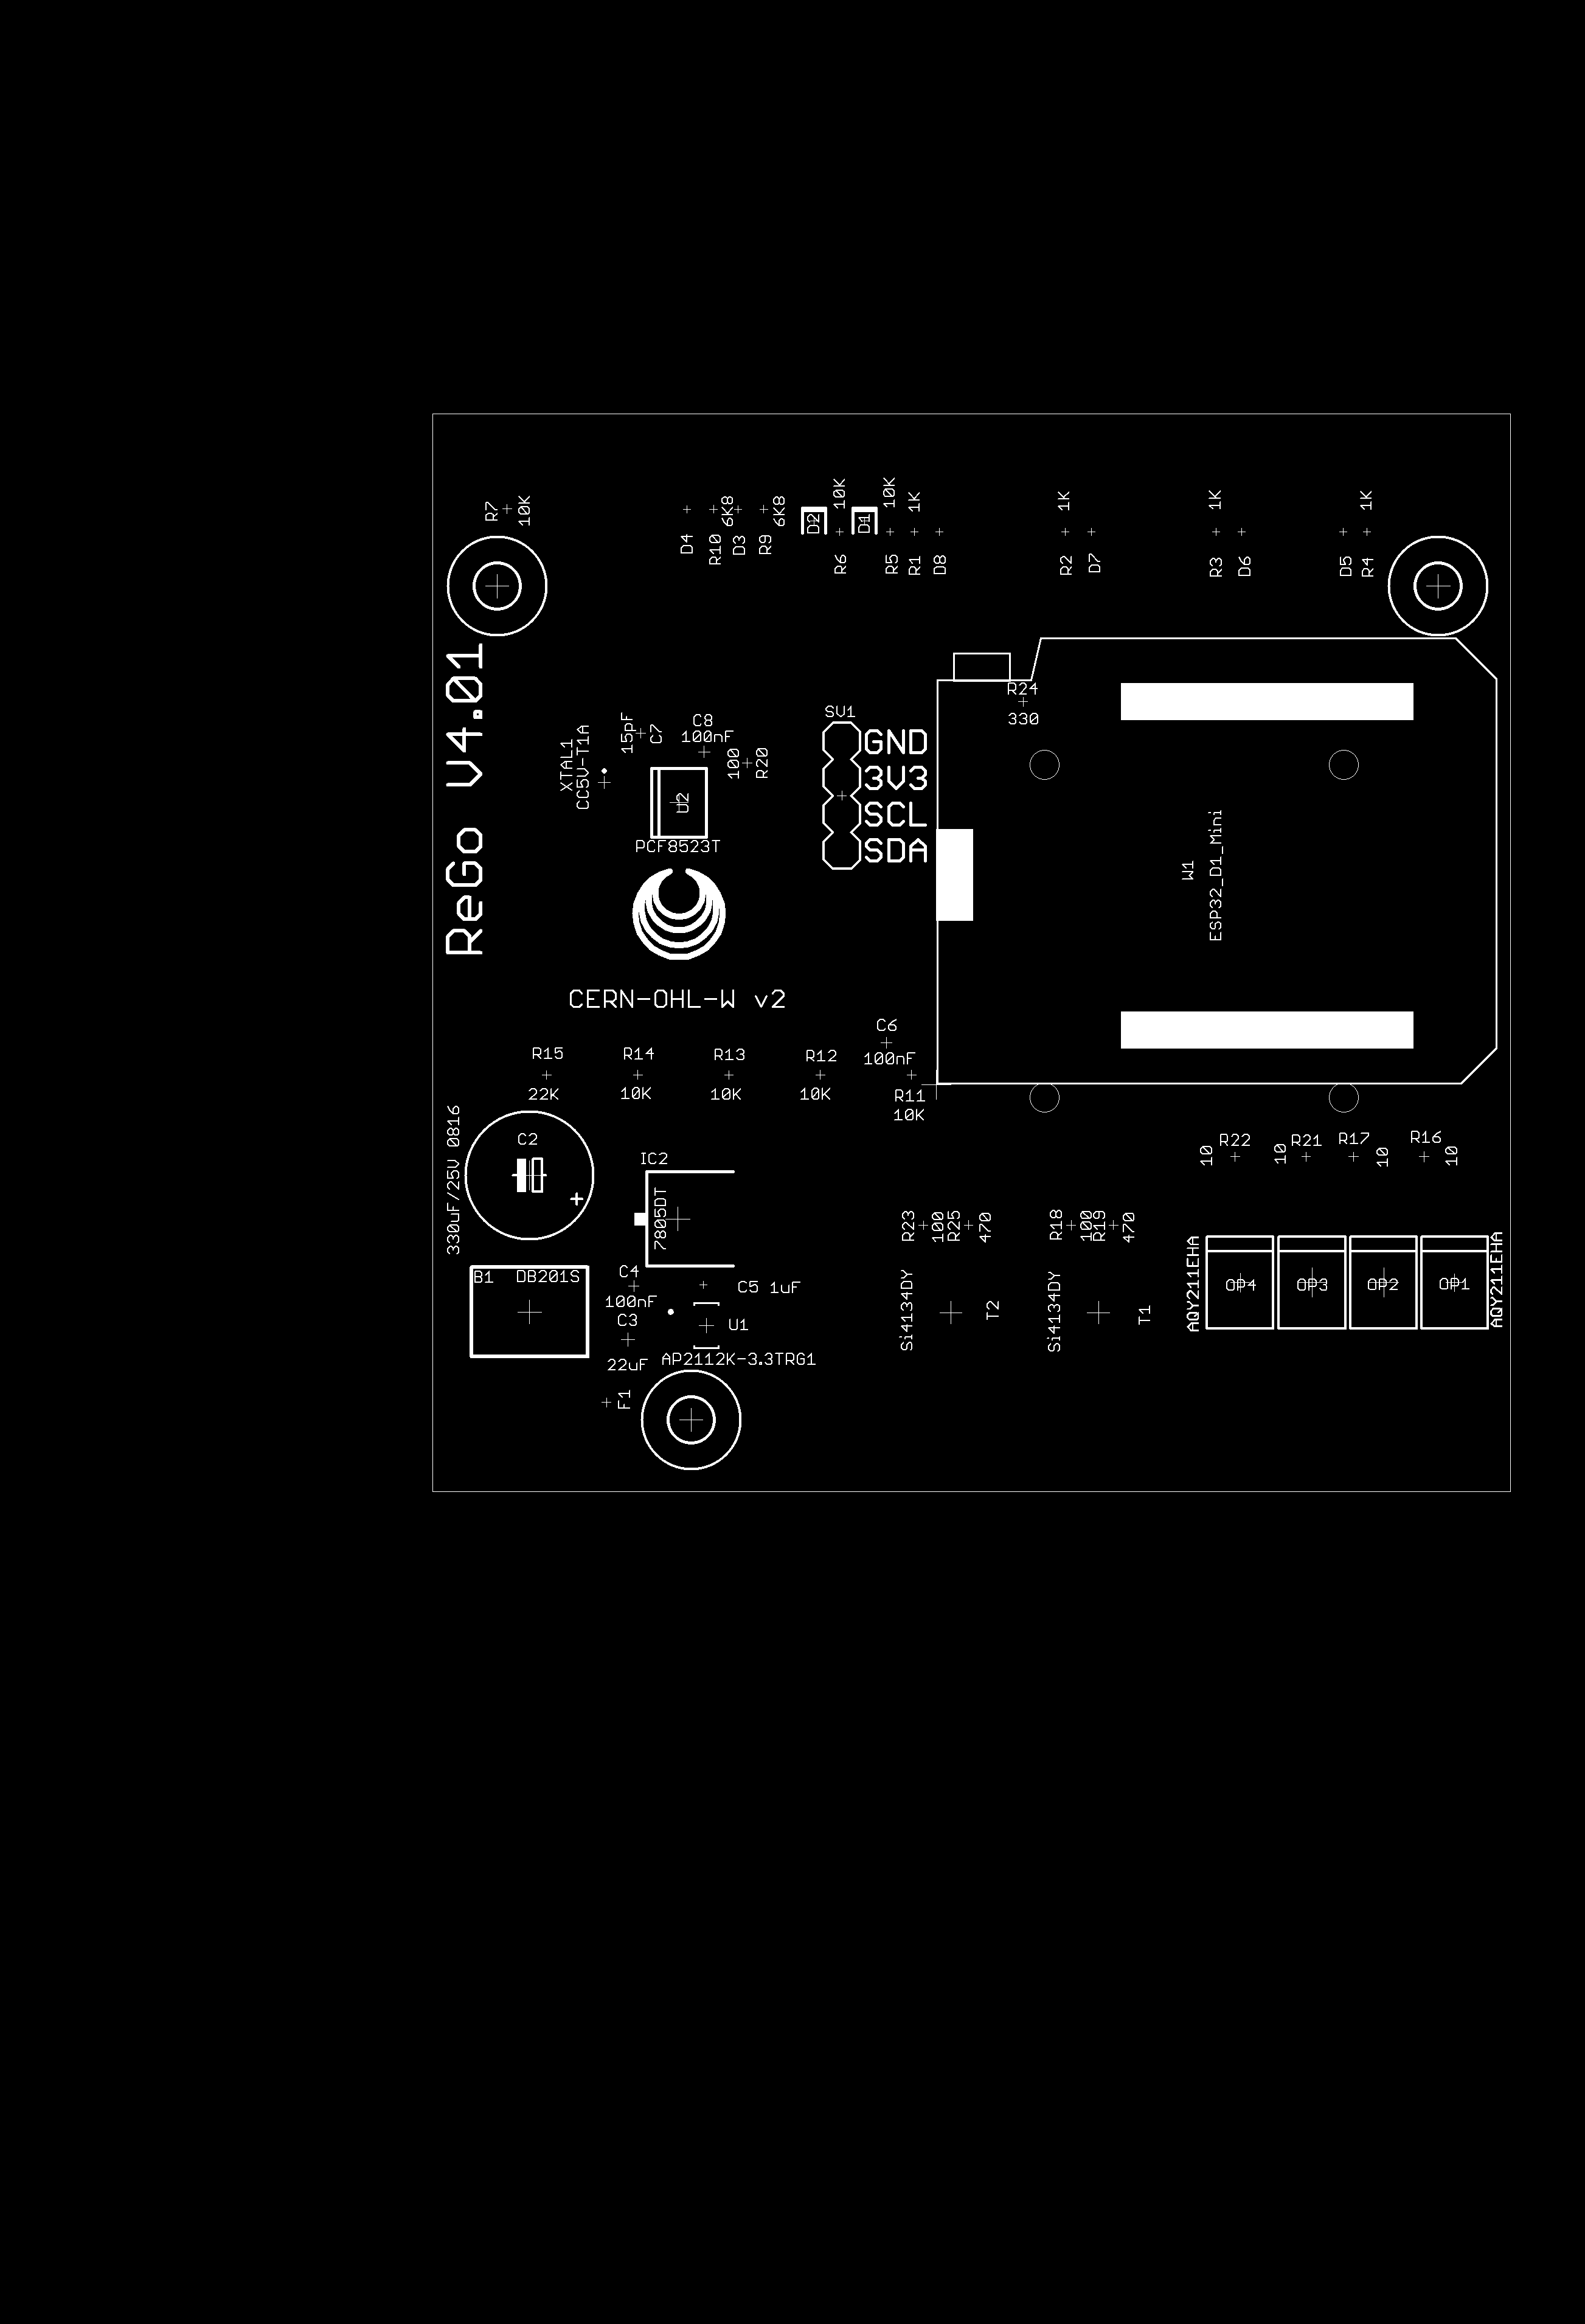 R7
10K
D4
R10
6K8
D3
R9
6K8
D2
R6
10K
D1
R5
10K
R1
1K
D8
R2
1K
D7
R3
1K
D6
D5
R4
1K
ReGo V4.01
XTAL1
CC5V-T1A
15pF
C7
C8
100nF
100
R20
U2
PCF8523T
SV1
GND
3V3
SCL
SDA
R24
330
W1
ESP32_D1_Mini
CERN-OHL-W v2
C6
100nF
R15
22K
R14
10K
R13
10K
R12
10K
R11
10K
330uF/25V 0816
C2
+
IC2
7805DT
B1
DB201S
C4
100nF
C3
22uF
C5 1uF
U1
AP2112K-3.3TRG1
F1
R23
100
R25
470
R18
100
R19
470
Si4134DY
T2
Si4134DY
T1
10
R22
10
R21
R17
10
R16
10
AQY211EHA
OP4
OP3
OP2
OP1
AQY211EHA